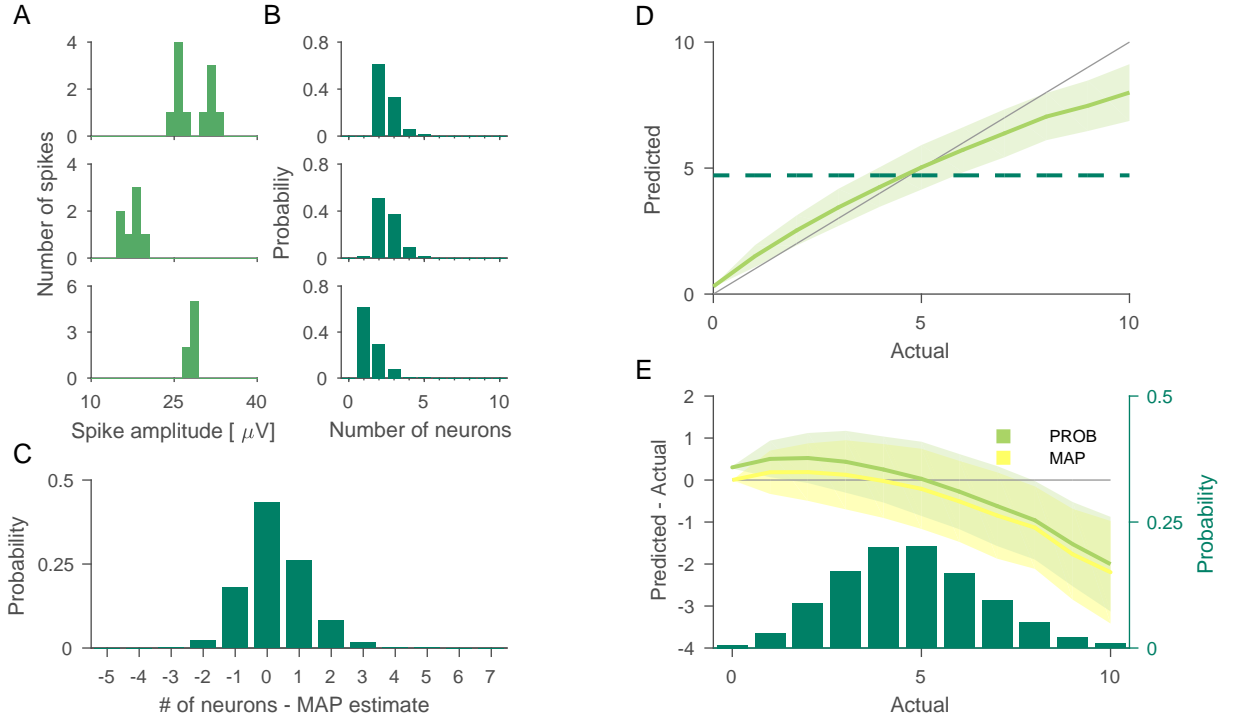 A
4
2
0
4
2
0
6
3
0
10
25
40
Number of spikes
Spike amplitude [ μV]
B
0.8
0.4
0
0.8
0.4
0
0.8
0.4
0
0
5
10
Probabiliy
Number of neurons
C
0.5
0.25
0
Probability
-5 -4 -3 -2 -1 0 1 2 3 4 5 6 7
# of neurons - MAP estimate
D
10
5
0
Predicted
0
5
10
Actual
E
2
1
0
-1
-2
-3
-4
Predicted - Actual
PROB
MAP
0.5
0.25
0
Probability
0
5
10
Actual